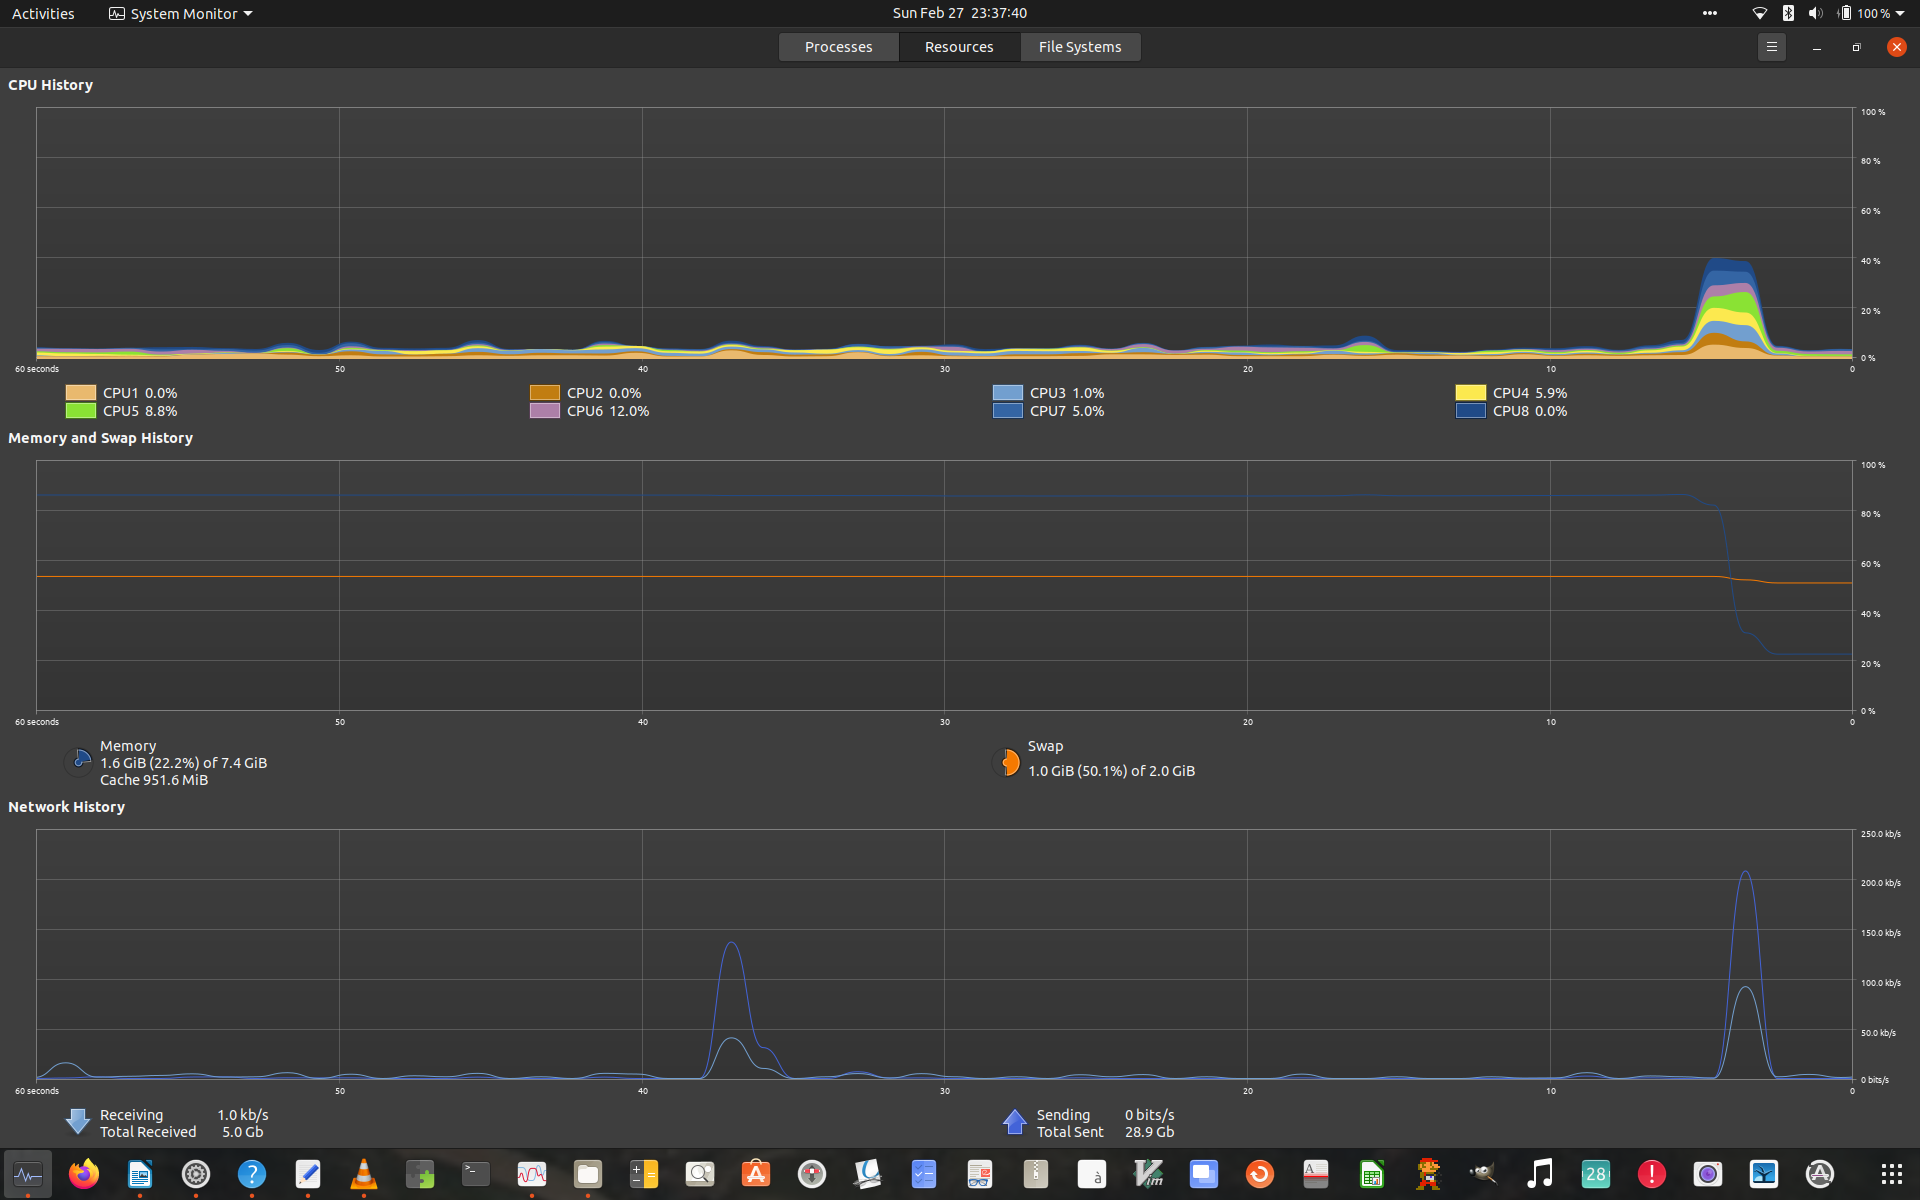 Activities System Monitor Sun Feb 27 23:37:40 100 %
Processes Resources File Systems
CPU History
100 %
80 %
60 %
40 %
20 %
0 %
60 seconds 50 40 30 20 10 0
CPU1 0.0% CPU2 0.0% CPU3 1.0% CPU4 5.9%
CPU5 8.8% CPU6 12.0% CPU7 5.0% CPU8 0.0%
Memory and Swap History
100 %
80 %
60 %
40 %
20 %
0 %
60 seconds 50 40 30 20 10 0
Memory Swap
1.6 GiB (22.2%) of 7.4 GiB 1.0 GiB (50.1%) of 2.0 GiB
Cache 951.6 MiB
Network History
250.0 kb/s
200.0 kb/s
150.0 kb/s
100.0 kb/s
50.0 kb/s
0 bits/s
60 seconds 50 40 30 20 10 0
Receiving 1.0 kb/s Sending 0 bits/s
Total Received 5.0 Gb Total Sent 28.9 Gb
? >_ à Vim A 28 !